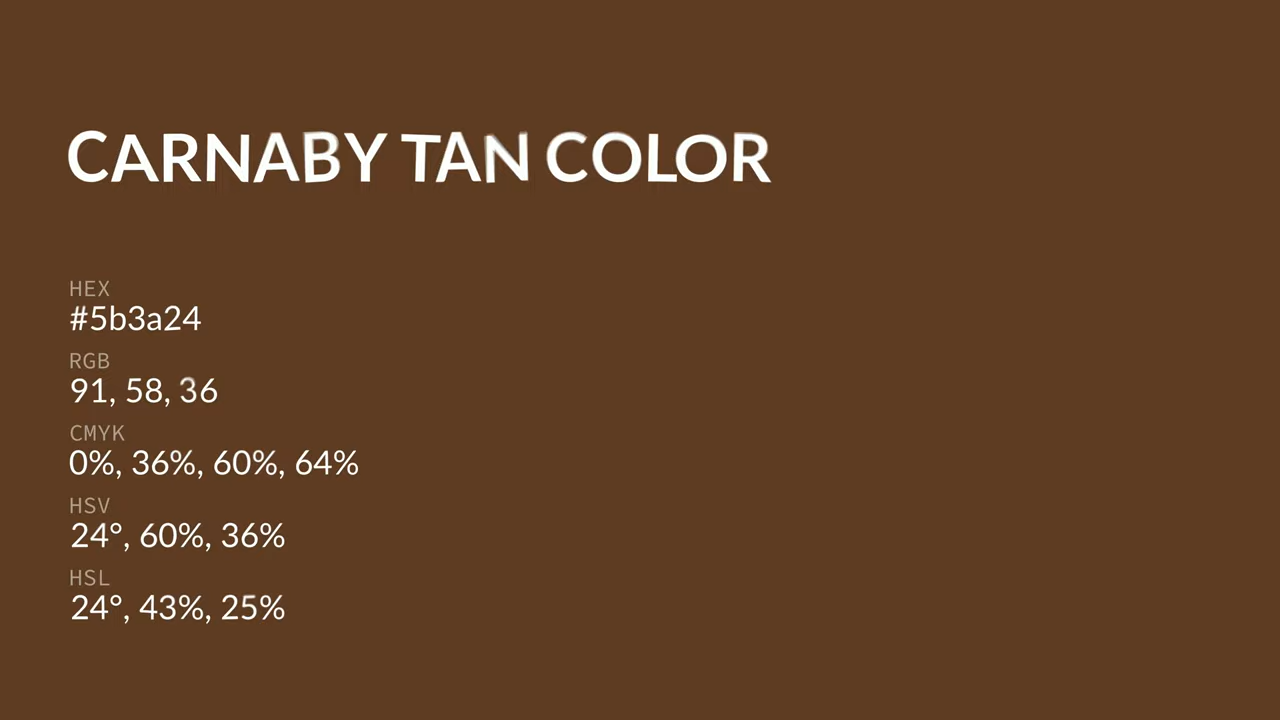 CARNABY TAN COLOR
HEX
#5b3a24
RGB
91, 58, 36
CMYK
0%, 36%, 60%, 64%
HSV
24°, 60%, 36%
HSL
24°, 43%, 25%